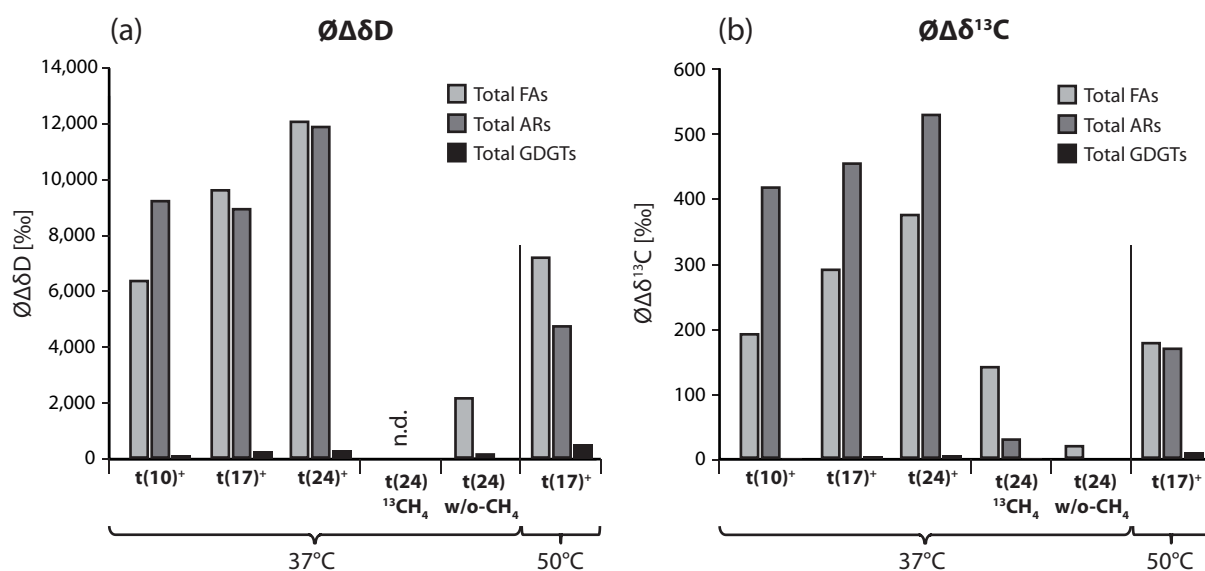 (a)
ØΔδD
ØΔδD [‰]
14,000
12,000
10,000
8,000
6,000
4,000
2,000
0
Total FAs
Total ARs
Total GDGTs
n.d.
t(10)⁺ t(17)⁺ t(24)⁺ t(24) t(24) t(17)⁺
¹³CH₄ w/o-CH₄
37°C 50°C
(b)
ØΔδ¹³C
ØΔδ¹³C [‰]
600
500
400
300
200
100
0
Total FAs
Total ARs
Total GDGTs
t(10)⁺ t(17)⁺ t(24)⁺ t(24) t(24) t(17)⁺
¹³CH₄ w/o-CH₄
37°C 50°C